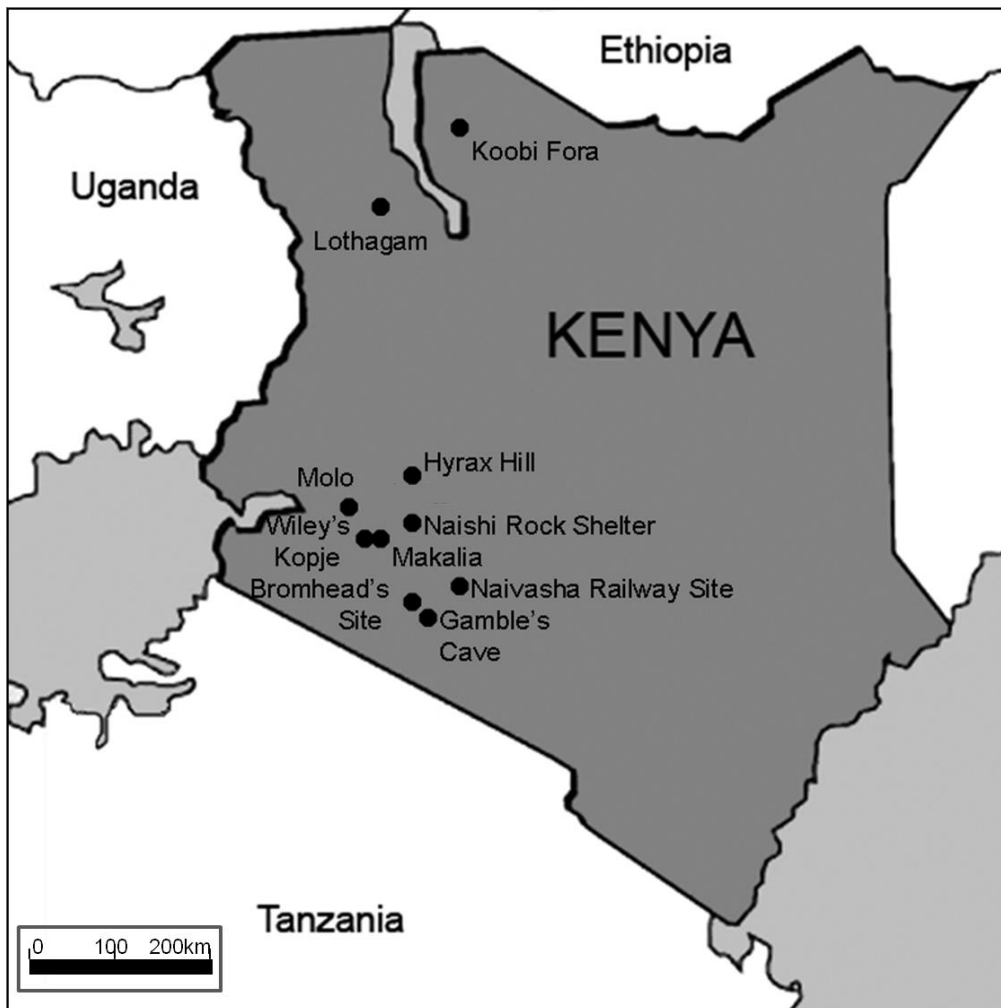 Ethiopia
Koobi Fora
Uganda
Lothagam
KENYA
Hyrax Hill
Molo
Wiley's
Kopje
Naishi Rock Shelter
Makalia
Bromhead's
Site
Naivasha Railway Site
Gamble's
Cave
Tanzania
0 100 200km